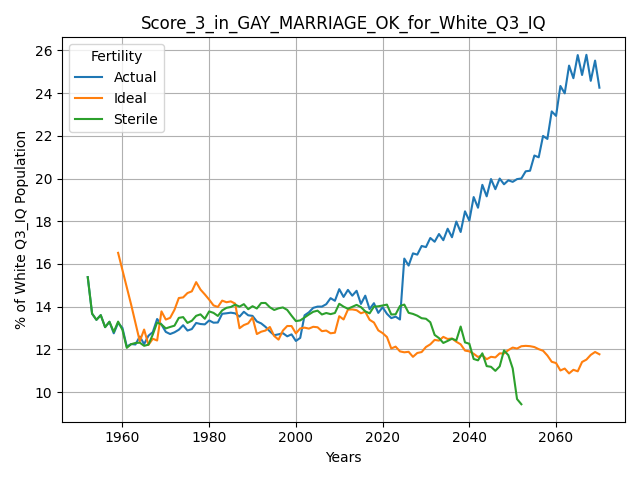 Score_3_in_GAY_MARRIAGE_OK_for_White_Q3_IQ
Fertility
Actual
Ideal
Sterile
% of White Q3_IQ Population
26
24
22
20
18
16
14
12
10
1960
1980
2000
2020
2040
2060
Years